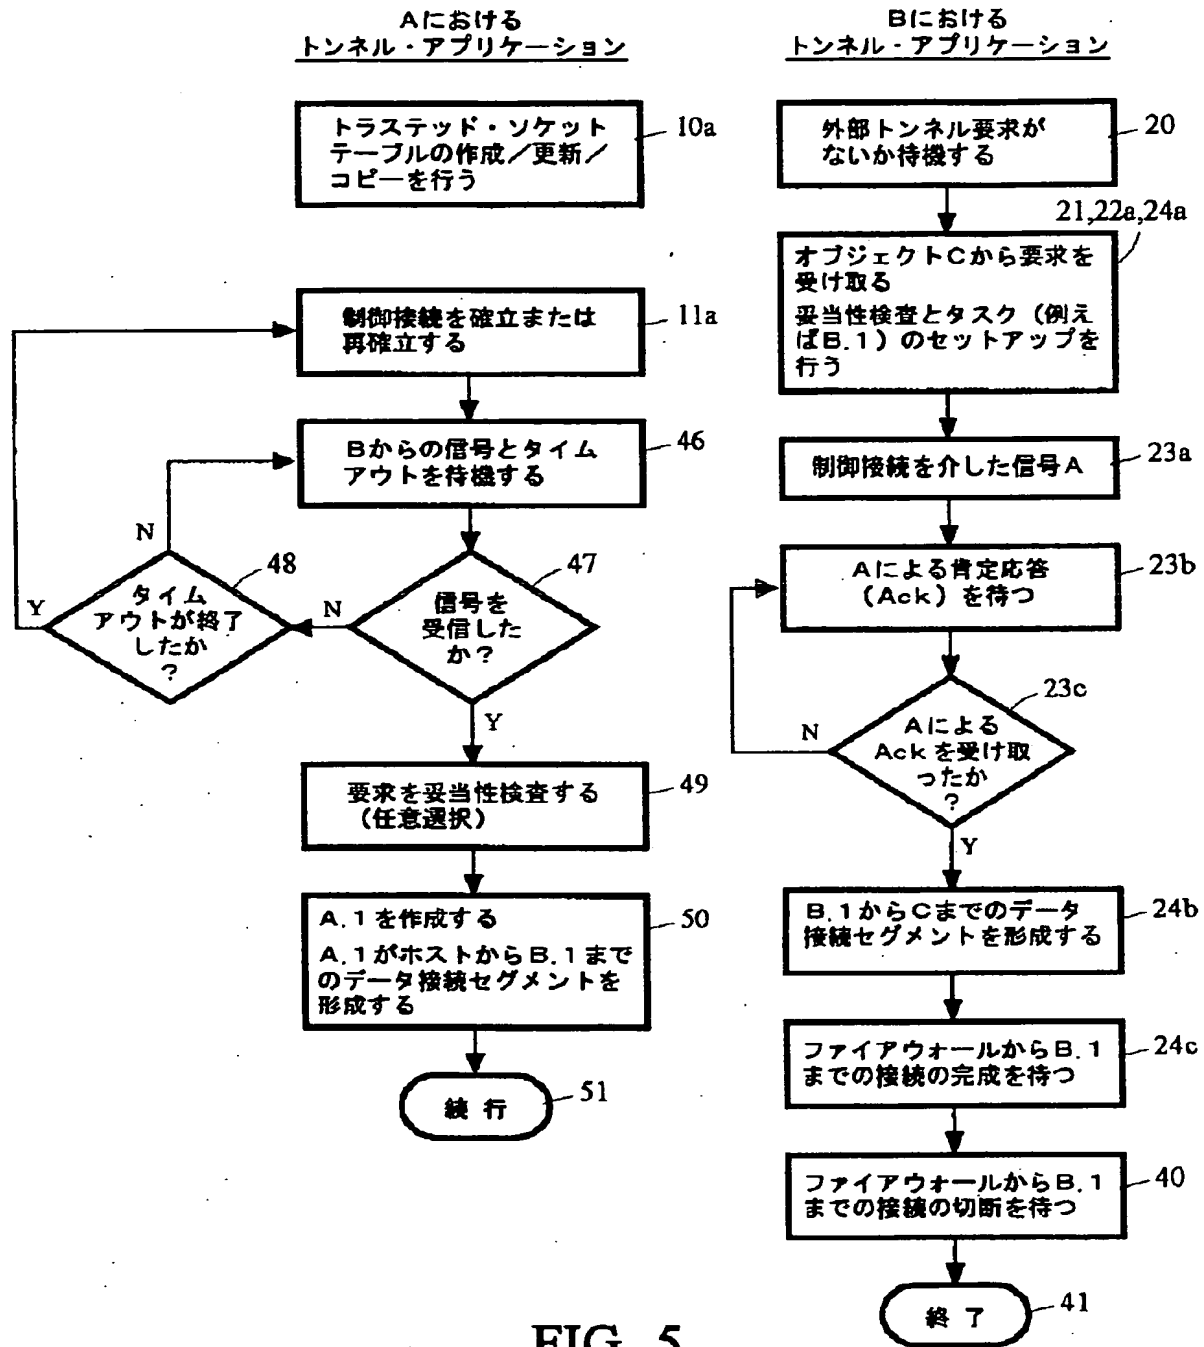 Aにおける
トンネル・アプリケーション
トラステッド・ソケット
テーブルの作成／更新／
コピーを行う
10a
制御接続を確立または
再確立する
11a
Bからの信号とタイム
アウトを待機する
46
N
48
タイム
アウトが終了
したか
?
Y
N
47
信号を
受信した
か?
Y
要求を妥当性検査する
(任意選択)
49
A.1を作成する
A.1がホストからB.1まで
のデータ接続セグメントを
形成する
50
続行
51
Bにおける
トンネル・アプリケーション
外部トンネル要求が
ないか待機する
20
21,22a,24a
オブジェクトCから要求を
受け取る
妥当性検査とタスク(例え
ばB.1)のセットアップを
行う
制御接続を介した信号A
23a
Aによる肯定応答
(Ack)を待つ
23b
23c
N
Aによる
Ackを受け取
ったか
?
Y
B.1からCまでのデータ
接続セグメントを形成する
24b
ファイアウォールからB.1
までの接続の完成を待つ
24c
ファイアウォールからB.1
までの接続の切断を待つ
40
終了
41
FIG. 5